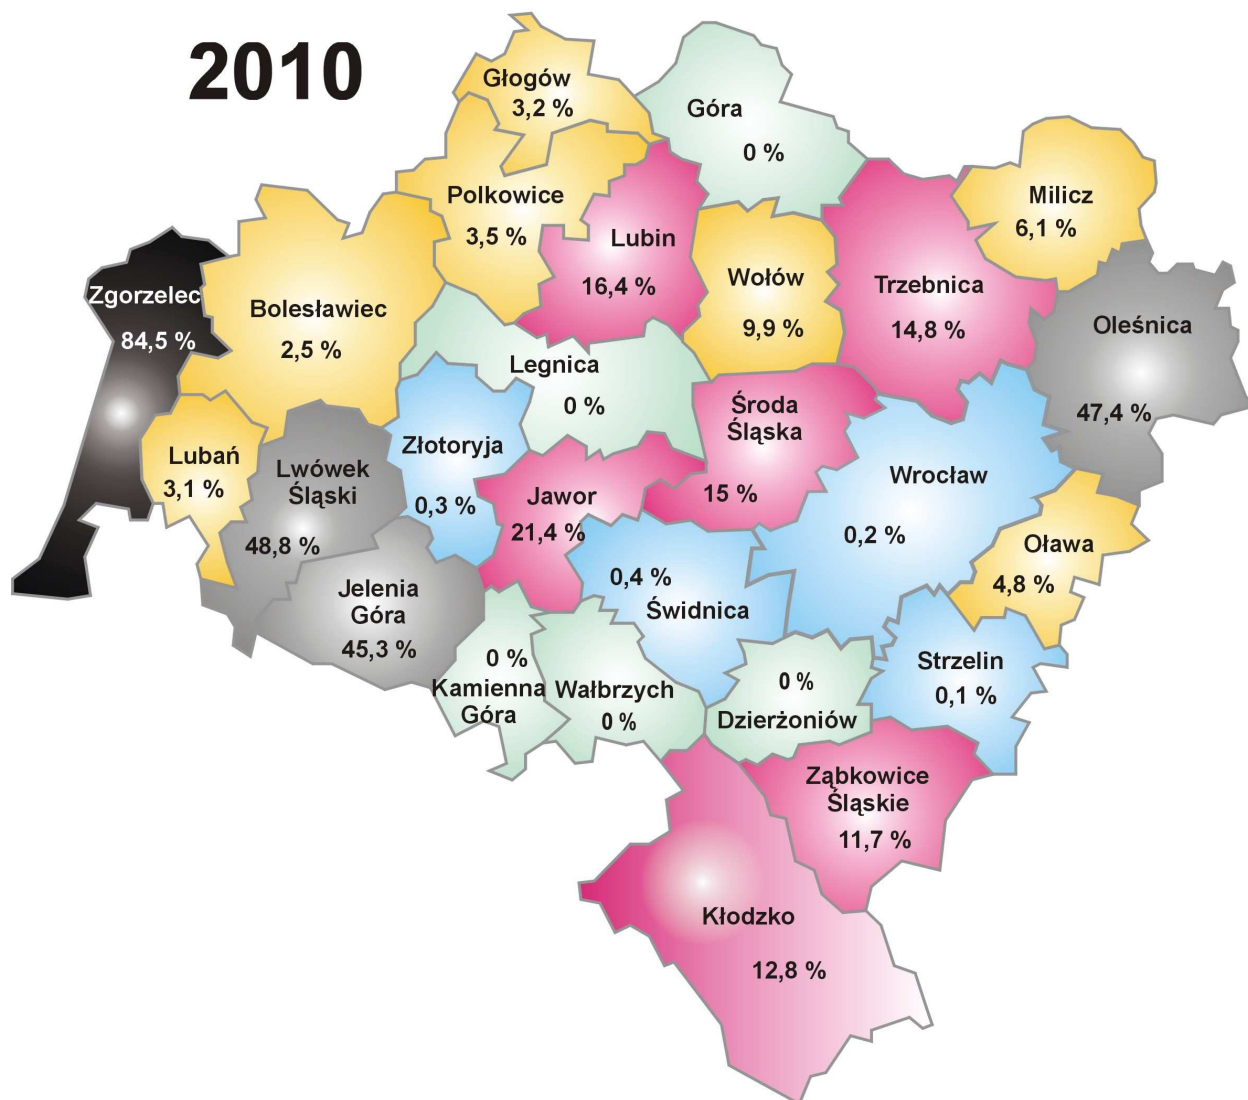 2010
Głogów
3,2 %
Góra
0 %
Polkowice
3,5 %
Milicz
6,1 %
Lubin
16,4 %
Wołów
9,9 %
Trzebnica
14,8 %
Zgorzelec
84,5 %
Bolesławiec
2,5 %
Oleśnica
47,4 %
Legnica
0 %
Środa
Śląska
15 %
Lubań
3,1 %
Lwówek
Śląski
48,8 %
Złotoryja
0,3 %
Jawor
21,4 %
Wrocław
0,2 %
Oława
4,8 %
Jelenia
Góra
45,3 %
0,4 %
Świdnica
Strzelin
0,1 %
0 %
Kamienna
Góra
Wałbrzych
0 %
0 %
Dzierżoniów
Ząbkowice
Śląskie
11,7 %
Kłodzko
12,8 %